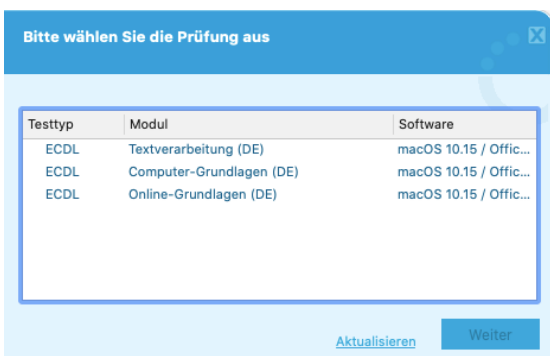 Bitte wählen Sie die Prüfung aus
Testtyp Modul Software
ECDL Textverarbeitung (DE) macOS 10.15 / Offic...
ECDL Computer-Grundlagen (DE) macOS 10.15 / Offic...
ECDL Online-Grundlagen (DE) macOS 10.15 / Offic...
Aktualisieren Weiter